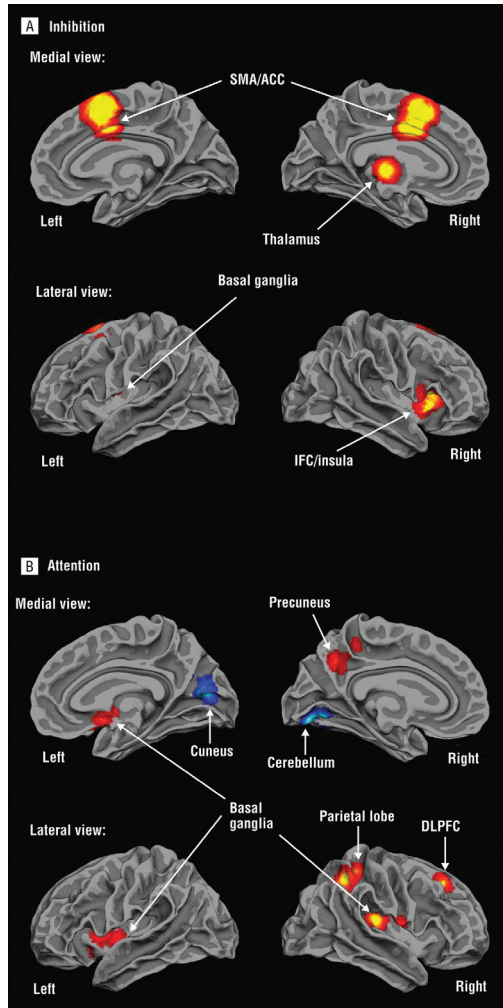 A Inhibition
Medial view:
SMA/ACC
Left
Right
Thalamus
Lateral view:
Basal ganglia
Left
Right
IFC/insula
B Attention
Medial view:
Precuneus
Left
Cuneus
Cerebellum
Right
Lateral view:
Basal
ganglia
Parietal lobe
DLPFC
Left
Right